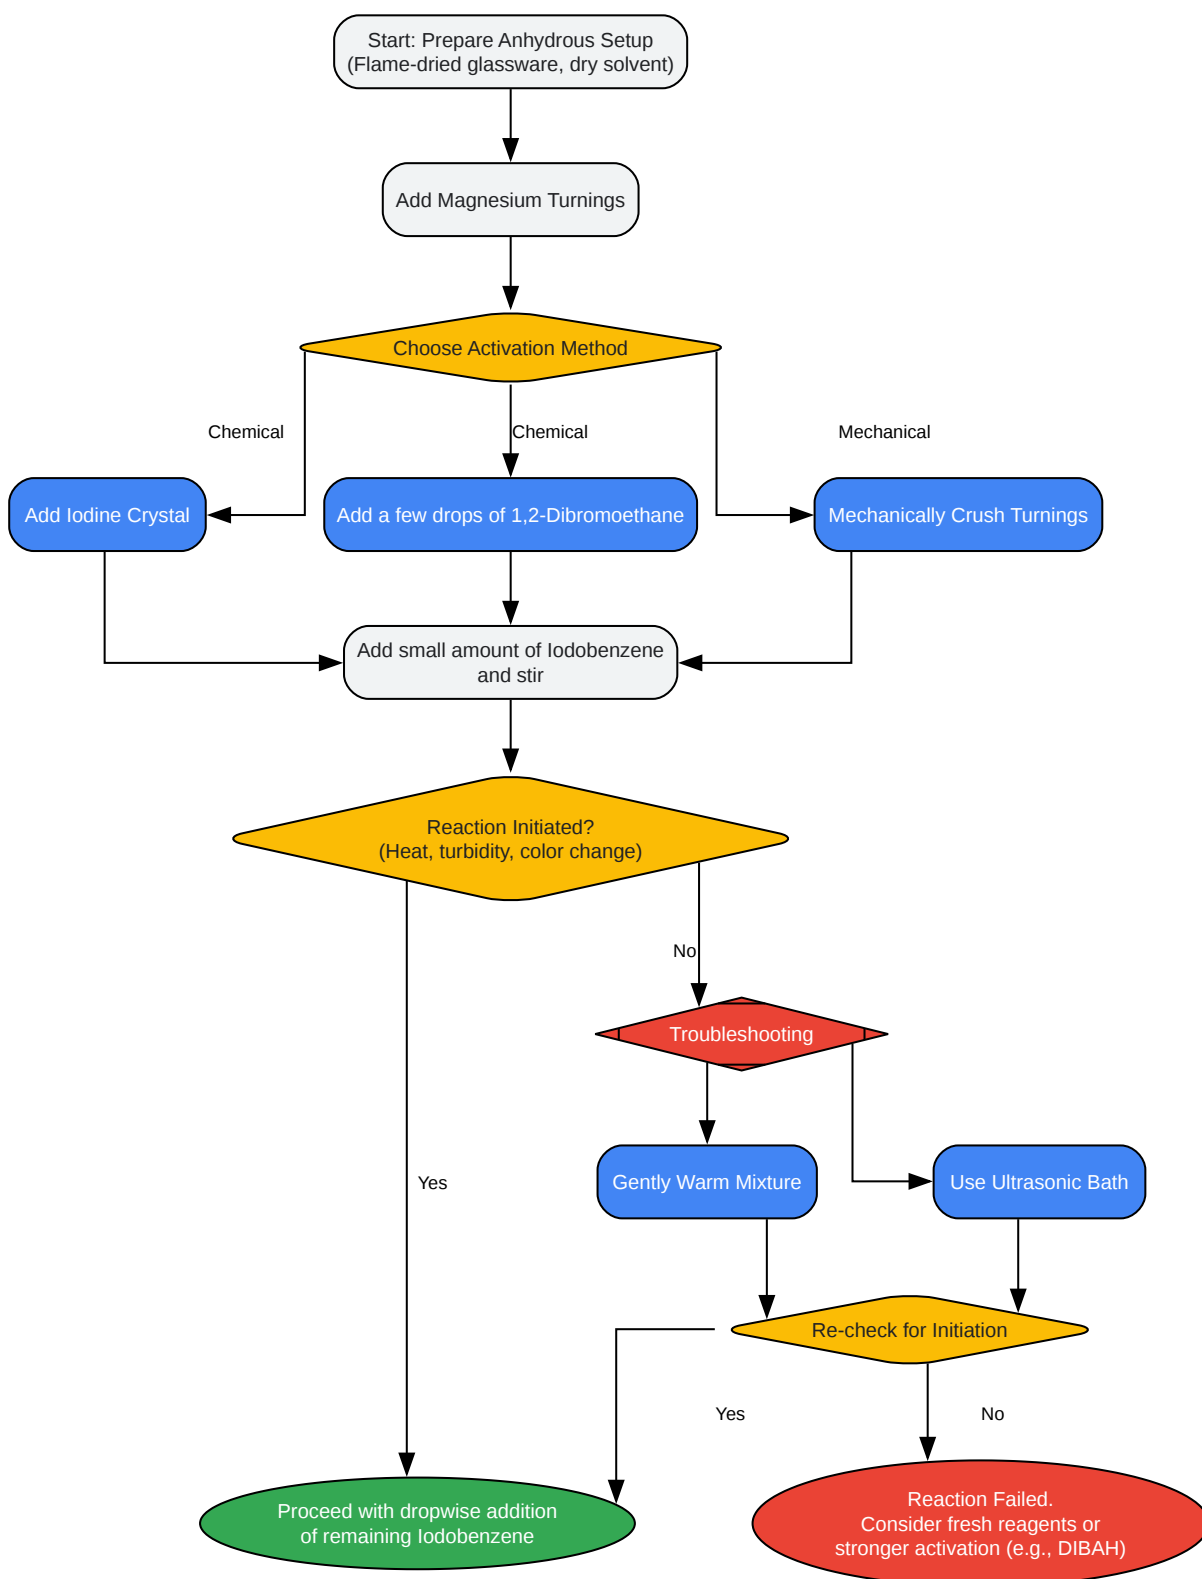 Start: Prepare Anhydrous Setup
(Flame-dried glassware, dry solvent)
Add Magnesium Turnings
Choose Activation Method
Chemical
Chemical
Mechanical
Add Iodine Crystal
Add a few drops of 1,2-Dibromoethane
Mechanically Crush Turnings
Add small amount of Iodobenzene
and stir
Reaction Initiated?
(Heat, turbidity, color change)
No
Troubleshooting
Yes
Gently Warm Mixture
Use Ultrasonic Bath
Re-check for Initiation
Yes
No
Proceed with dropwise addition
of remaining Iodobenzene
Reaction Failed.
Consider fresh reagents or
stronger activation (e.g., DIBAH)